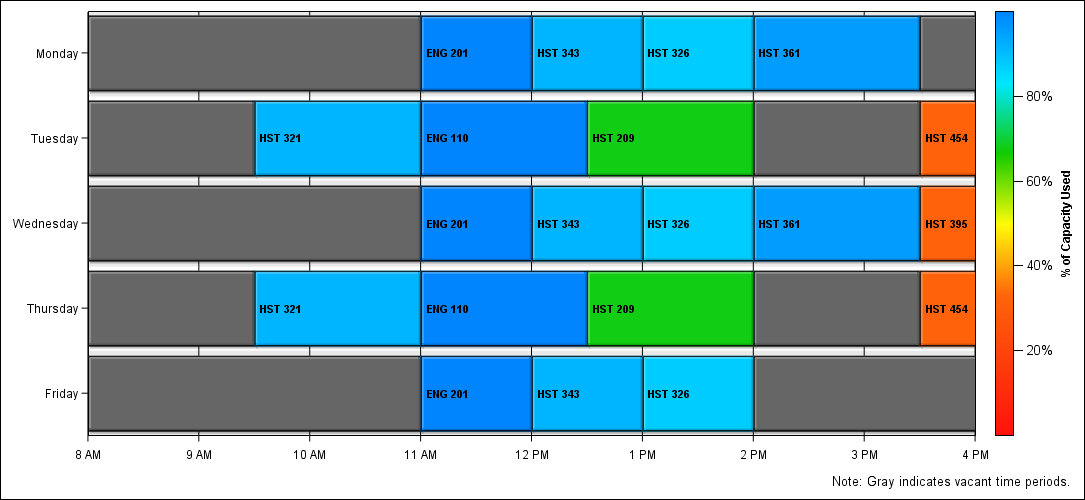 Monday
ENG 201
HST 343
HST 326
HST 361
80%
Tuesday
HST 321
ENG 110
HST 209
HST 454
60%
Wednesday
ENG 201
HST 343
HST 326
HST 361
HST 395
% of Capacity Used
40%
Thursday
HST 321
ENG 110
HST 209
HST 454
20%
Friday
ENG 201
HST 343
HST 326
8 AM
9 AM
10 AM
11 AM
12 PM
1 PM
2 PM
3 PM
4 PM
Note: Gray indicates vacant time periods.